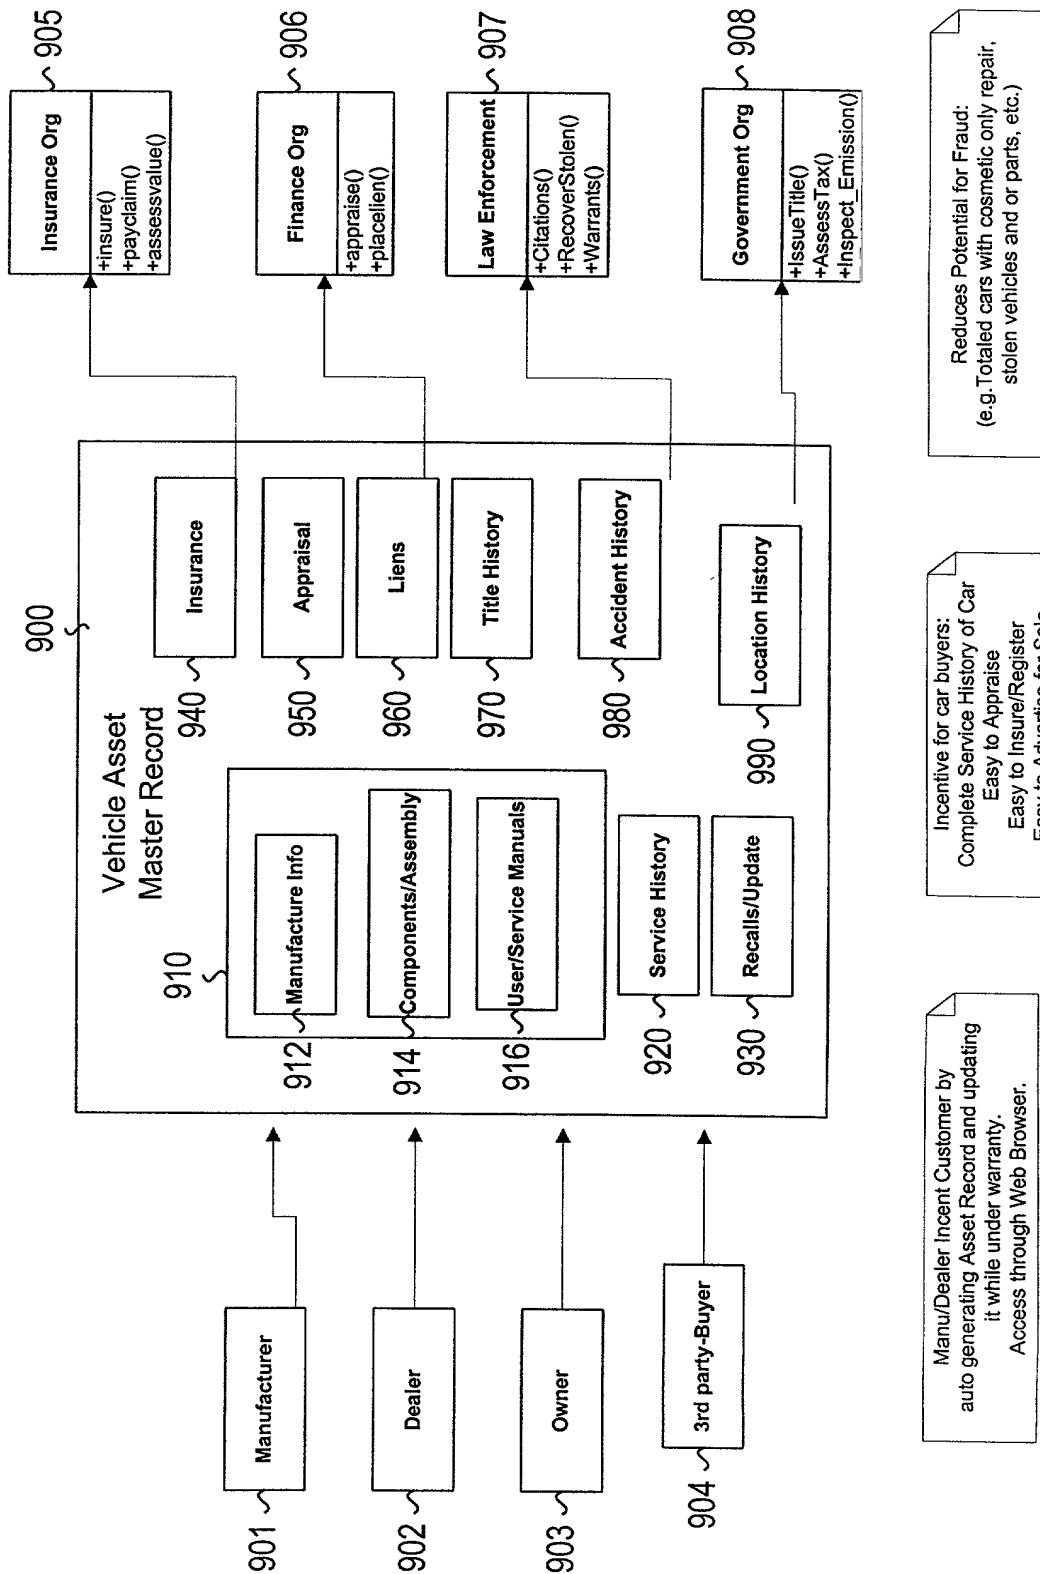 900
Vehicle Asset
Master Record
901
Manufacturer
902
Dealer
903
Owner
904
3rd party-Buyer
910
912
Manufacture Info
914
Components/Assembly
916
User/Service Manuals
920
Service History
930
Recalls/Update
940
Insurance
950
Appraisal
960
Liens
970
Title History
980
Accident History
990
Location History
905
Insurance Org
+insure()
+payclaim()
+assessvalue()
906
Finance Org
+appraise()
+placelien()
907
Law Enforcement
+Citations()
+RecoverStolen()
+Warrants()
908
Government Org
+IssueTitle()
+AssessTax()
+Inspect_Emission()
Manu/Dealer Incent Customer by
auto generating Asset Record and updating
it while under warranty.
Access through Web Browser.
Incentive for car buyers:
Complete Service History of Car
Easy to Appraise
Easy to Insure/Register
Easy to Advertise for Sale
Reduces Potential for Fraud:
(e.g.Totaled cars with cosmetic only repair,
stolen vehicles and or parts, etc.)